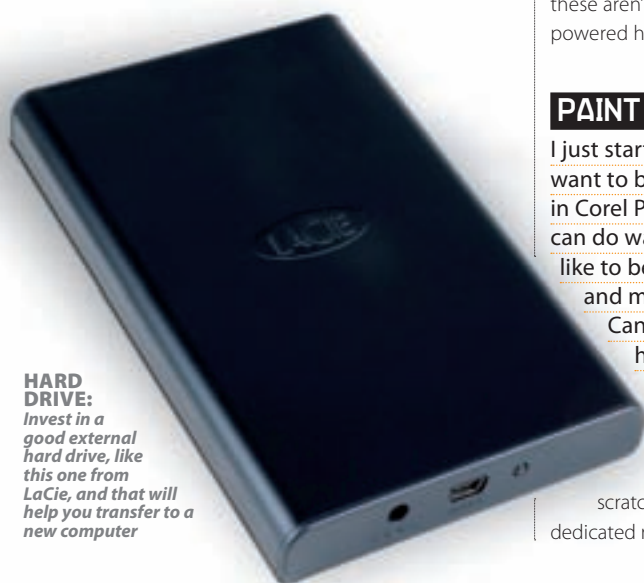 these aren'
powered h
PAINT
I just star
want to b
in Corel P
can do wa
like to be
and m
Can
h
scratc
dedicated
LACIE
HARD
DRIVE:
Invest in a
good external
hard drive, like
this one from
LaCie, and that will
help you transfer to a
new computer